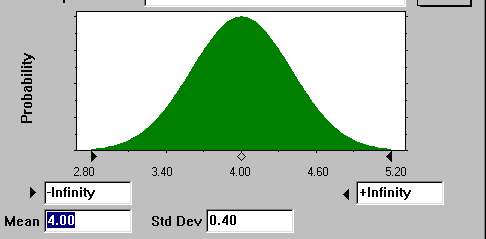 Probability
2.80 3.40 4.00 4.60 5.20
-Infinity +Infinity
Mean 4.00 Std Dev 0.40